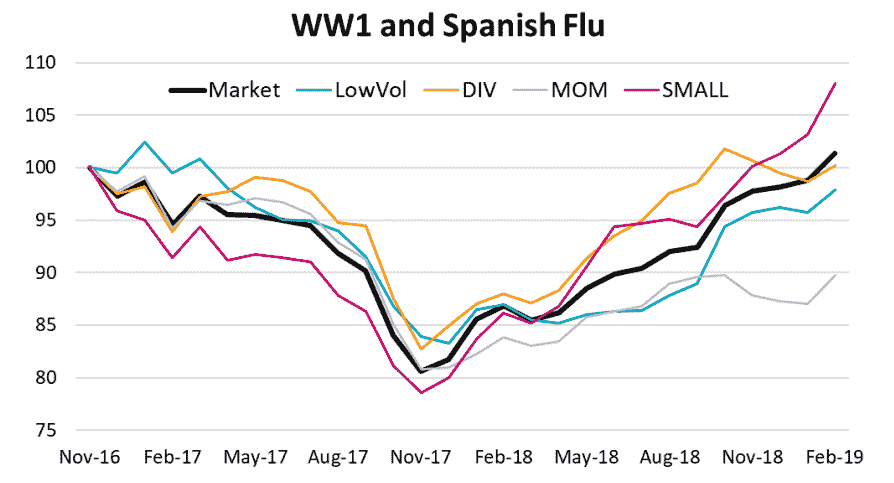 WW1 and Spanish Flu
110
Market LowVol DIV MOM SMALL
105
100
95
90
85
80
75
Nov-16 Feb-17 May-17 Aug-17 Nov-17 Feb-18 May-18 Aug-18 Nov-18 Feb-19